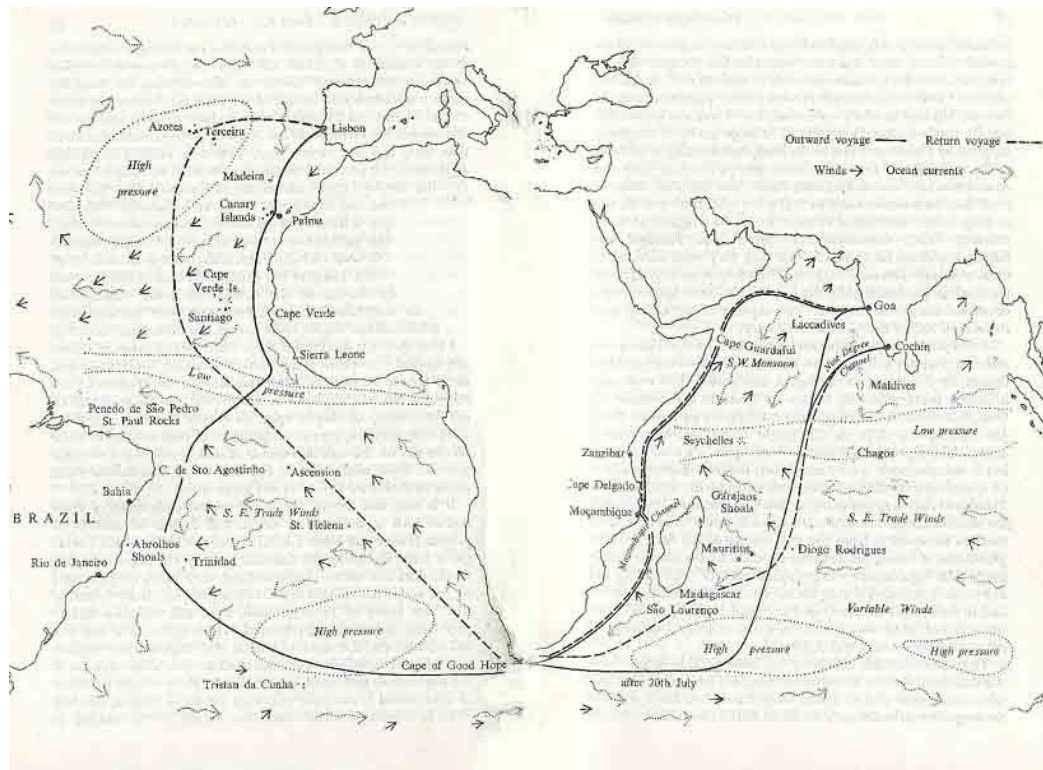 Azores
Terceira
Lisbon
High
pressure
Madeira
Canary
Islands
Palma
Cape
Verde Is.
Santiago
Cape Verde
Sierra Leone
Low
pressure
Penedo de São Pedro
St. Paul Rocks
C. de Sto. Agostinho
Ascension
Bahia
BRAZIL
S. E. Trade Winds
St. Helena
Abrolhos
Shoals
Rio de Janeiro
Trinidad
High pressure
Cape of Good Hope
Tristan da Cunha
Outward voyage
Return voyage
Winds
Ocean currents
Goa
Laccadives
Cape Guardafui
S.W. Monsoon
Nine Degree
Channel
Cochin
Maldives
Low pressure
Seychelles
Chagos
Zanzibar
Cape Delgado
Garajaos
Shoals
Moçambique
Mozambique Channel
S. E. Trade Winds
Mauritius
Diogo Rodrigues
Madagascar
São Lourenço
Variable Winds
High pressure
High pressure
after 20th July